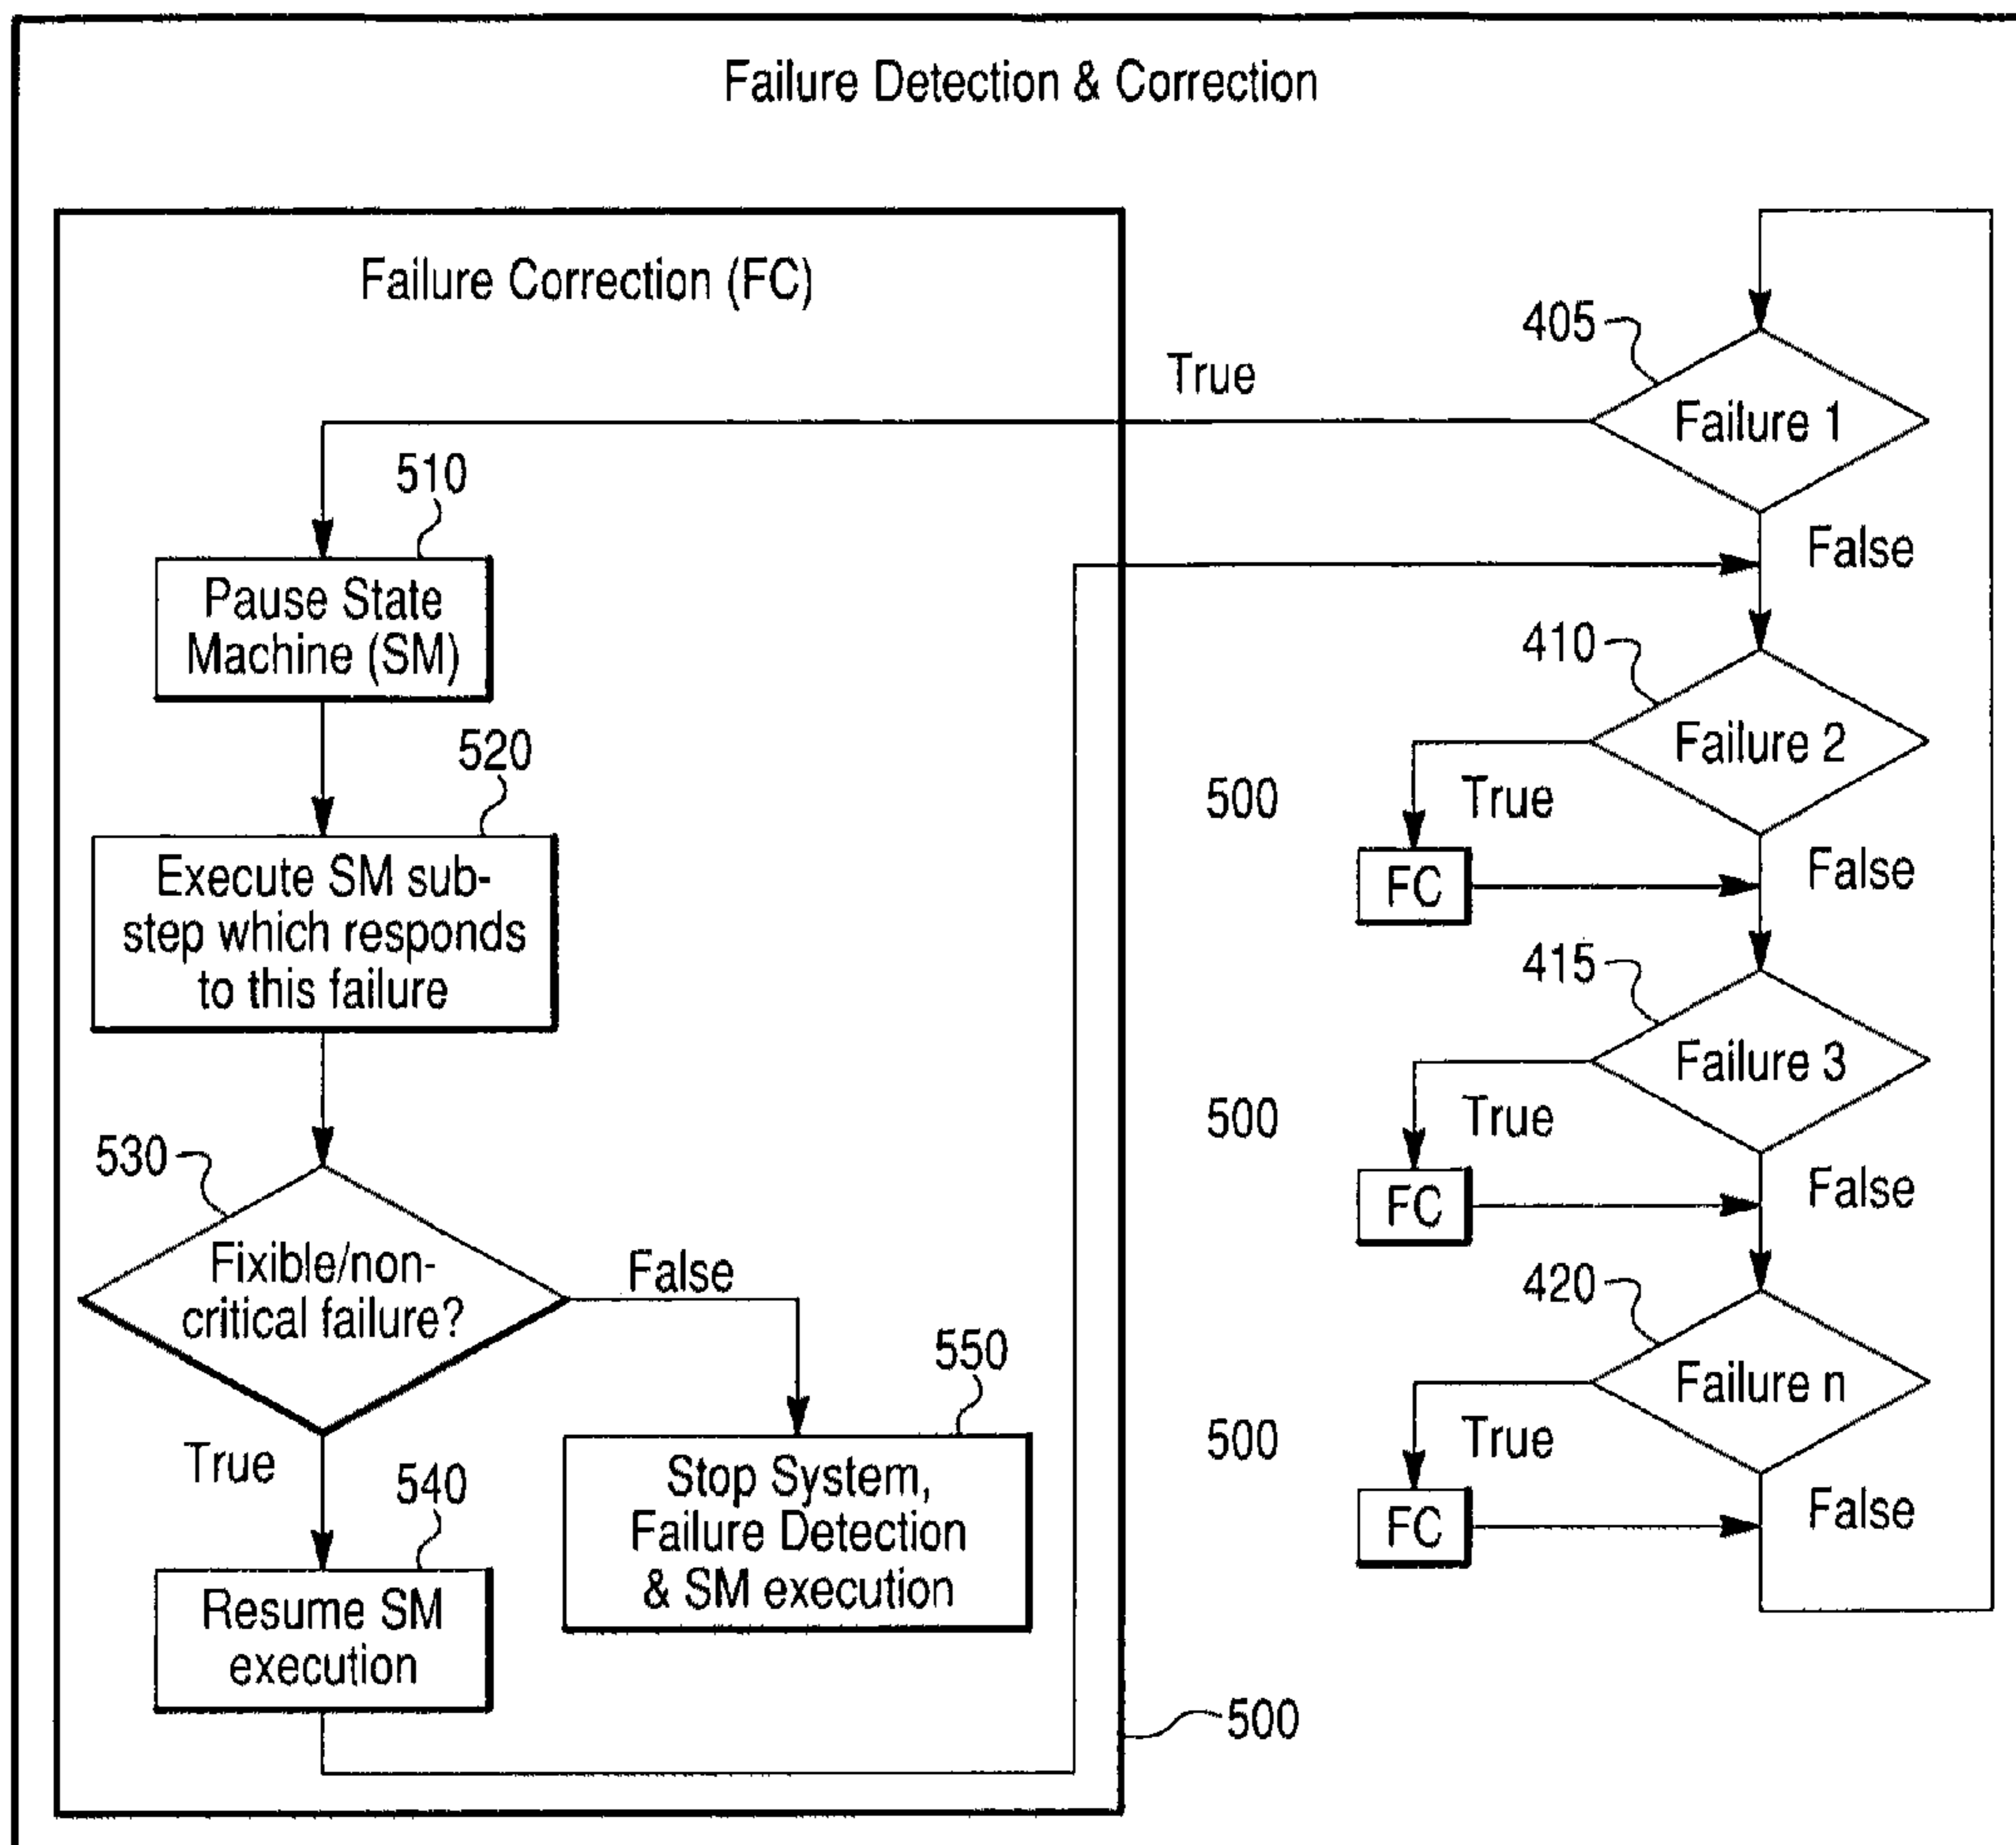 Failure Detection & Correction
Failure Correction (FC)
405
True
Failure 1
False
510
Pause State
Machine (SM)
520
Execute SM sub-
step which responds
to this failure
530
Fixible/non-
critical failure?
False
True
540
Resume SM
execution
550
Stop System,
Failure Detection
& SM execution
500
410
Failure 2
500
True
FC
False
415
Failure 3
500
True
FC
False
420
Failure n
500
True
FC
False